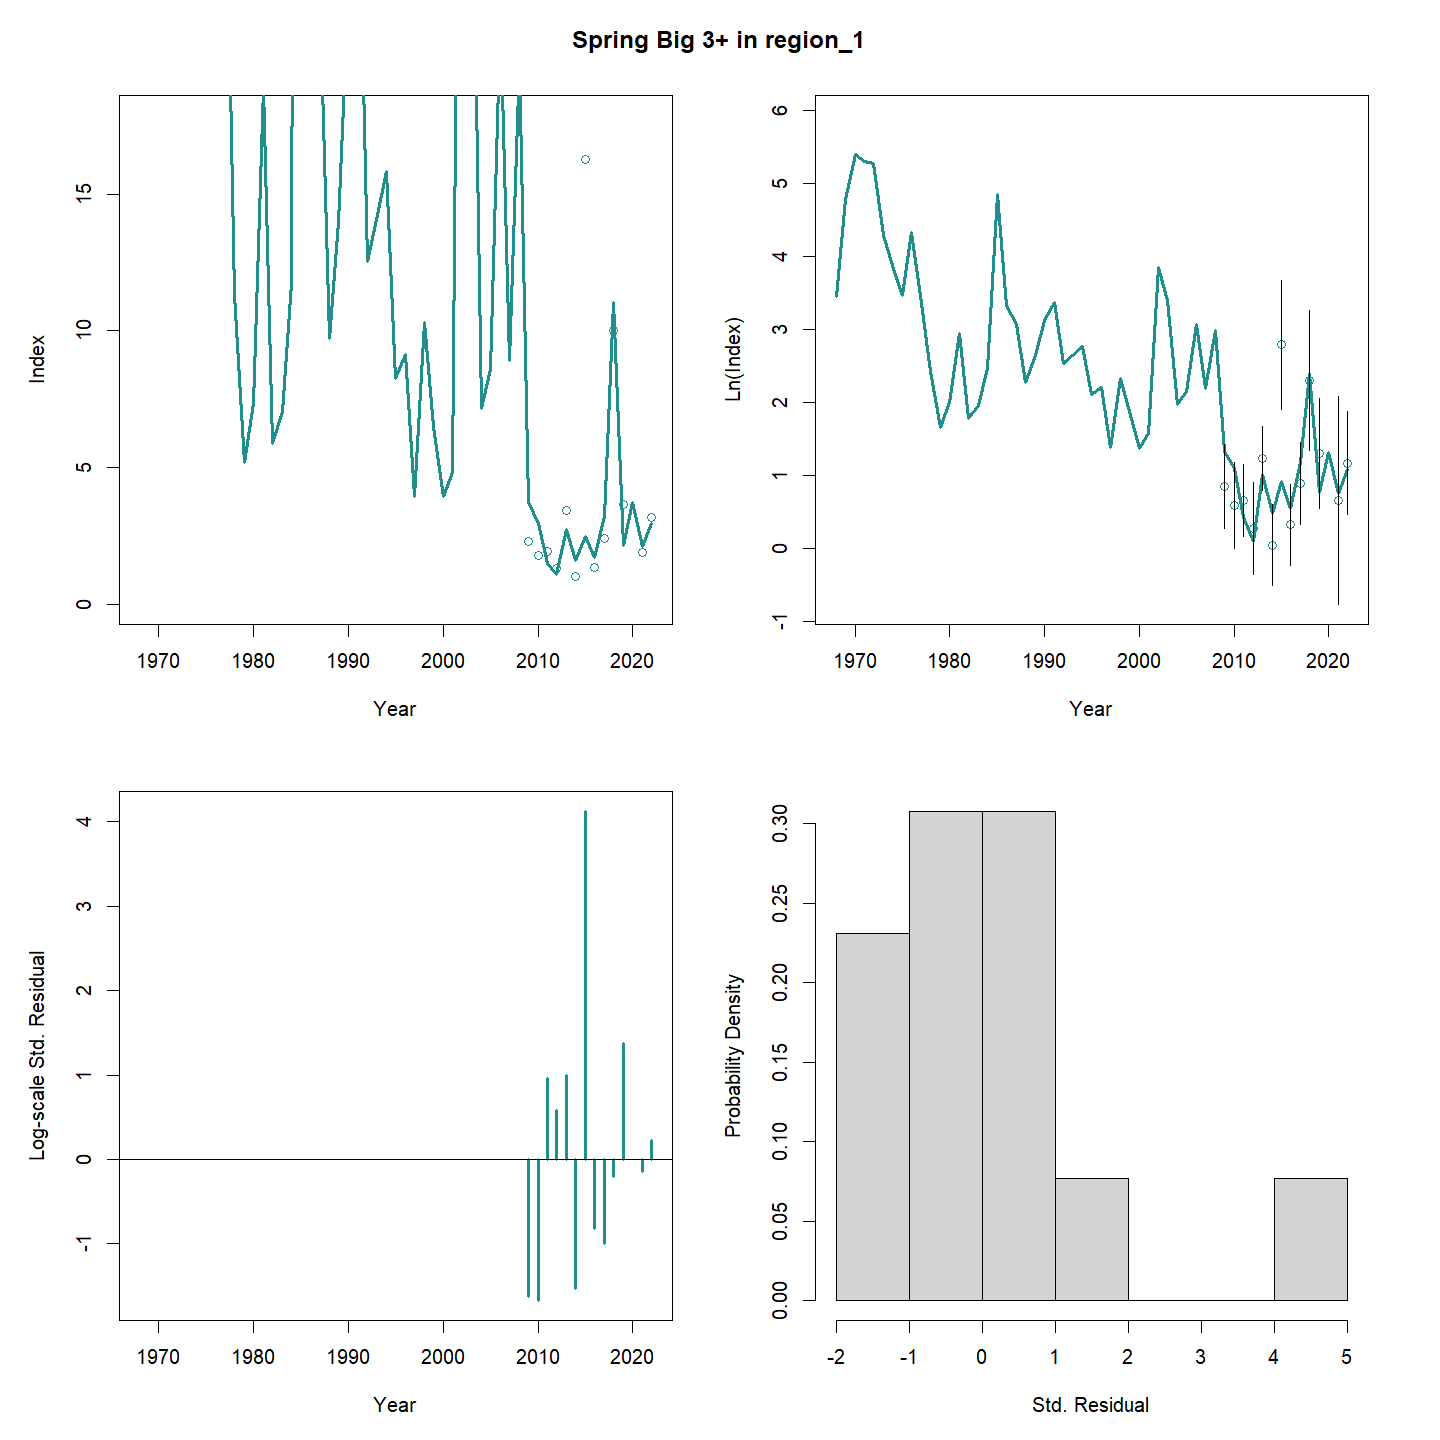 Spring Big 3+ in region_1
Index
0
5
10
15
1970 1980 1990 2000 2010 2020
Year
Ln(Index)
-1
0
1
2
3
4
5
6
1970 1980 1990 2000 2010 2020
Year
Log-scale Std. Residual
-1
0
1
2
3
4
1970 1980 1990 2000 2010 2020
Year
Probability Density
0.00
0.05
0.10
0.15
0.20
0.25
0.30
-2 -1 0 1 2 3 4 5
Std. Residual